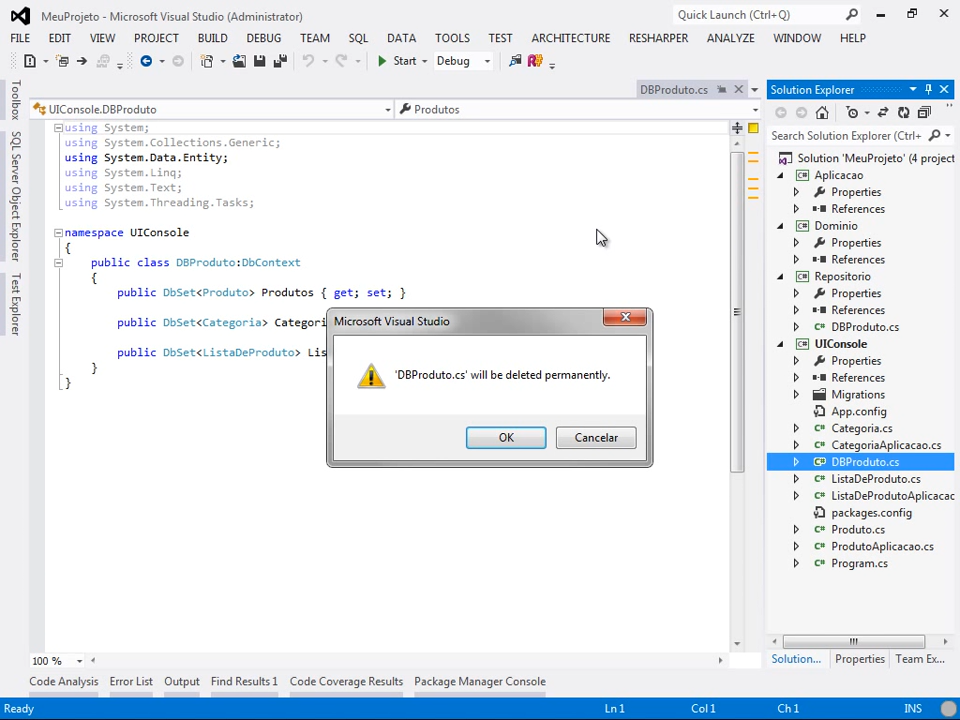 MeuProjeto - Microsoft Visual Studio (Administrator)
Quick Launch (Ctrl+Q)
FILE EDIT VIEW PROJECT BUILD DEBUG TEAM SQL DATA TOOLS TEST ARCHITECTURE RESHARPER ANALYZE WINDOW HELP
Start Debug
Toolbox
SQL Server Object Explorer
Test Explorer
DBProduto.cs
UIConsole.DBProduto
Produtos
using System;
using System.Collections.Generic;
using System.Data.Entity;
using System.Linq;
using System.Text;
using System.Threading.Tasks;
namespace UIConsole
{
public class DBProduto:DbContext
{
public DbSet<Produto> Produtos { get; set; }
public DbSet<Categoria> Categori
public DbSet<ListaDeProduto> Lis
}
}
Microsoft Visual Studio
'DBProduto.cs' will be deleted permanently.
OK
Cancelar
Solution Explorer
Search Solution Explorer (Ctrl+
Solution 'MeuProjeto' (4 project
Aplicacao
Properties
References
Dominio
Properties
References
Repositorio
Properties
References
DBProduto.cs
UIConsole
Properties
References
Migrations
App.config
Categoria.cs
CategoriaAplicacao.cs
DBProduto.cs
ListaDeProduto.cs
ListaDeProdutoAplicacao
packages.config
Produto.cs
ProdutoAplicacao.cs
Program.cs
100 %
Solution... Properties Team Ex...
Code Analysis Error List Output Find Results 1 Code Coverage Results Package Manager Console
Ready
Ln 1 Col 1 Ch 1 INS